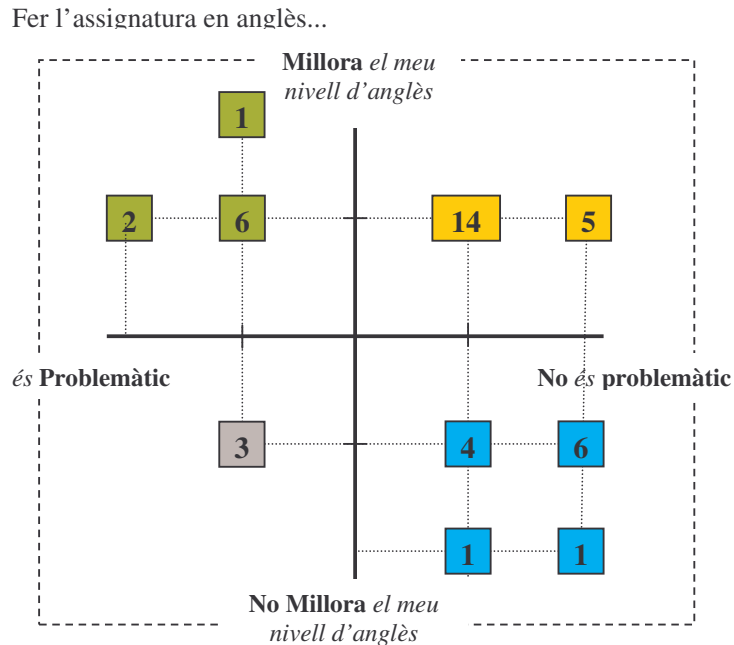 Fer l’assignatura en anglès...
Millora el meu
nivell d’anglès
1
2 6 14 5
és Problemàtic No és problemàtic
3 4 6
1 1
No Millora el meu
nivell d’anglès